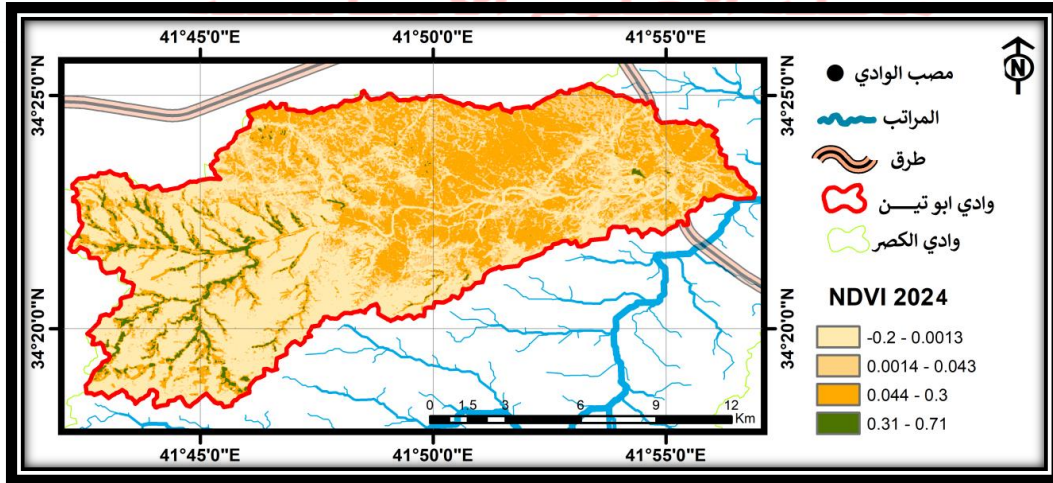 41°45'0"E 41°50'0"E 41°55'0"E
34°25'0"N 34°25'0"N
34°20'0"N 34°20'0"N
0 1.5 3 6 9 12
Km
41°45'0"E 41°50'0"E 41°55'0"E
N
مصب الوادي
المراتب
طرق
وادي ابو تيـــن
وادي الكصر
NDVI 2024
-0.2 - 0.0013
0.0014 - 0.043
0.044 - 0.3
0.31 - 0.71